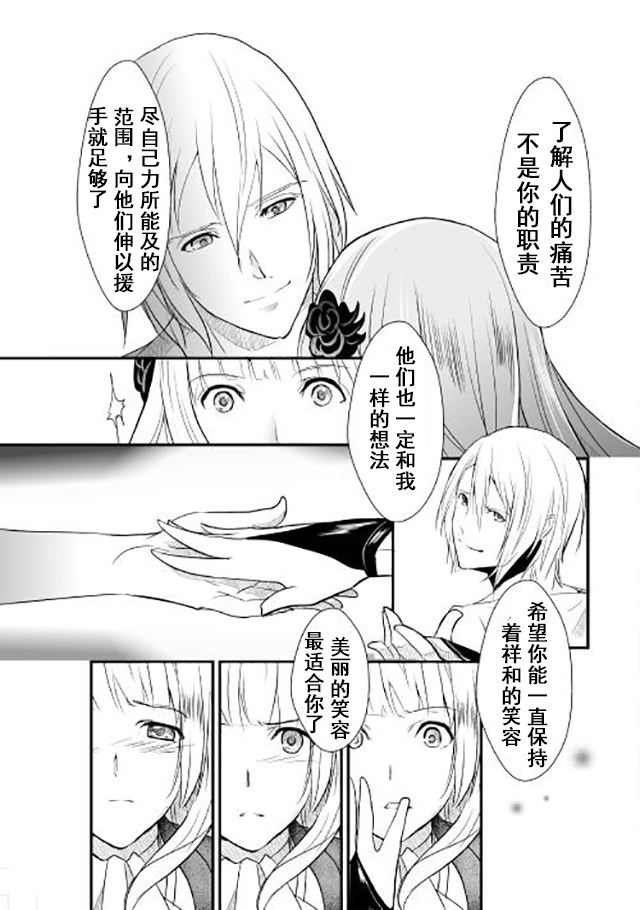 了解人们的痛苦
不是你的职责
尽自己力所能及的
范围，向他们伸以援
手就足够了
他们也一定和我
一样的想法
希望你能一直保持
着祥和的笑容
美丽的笑容
最适合你了